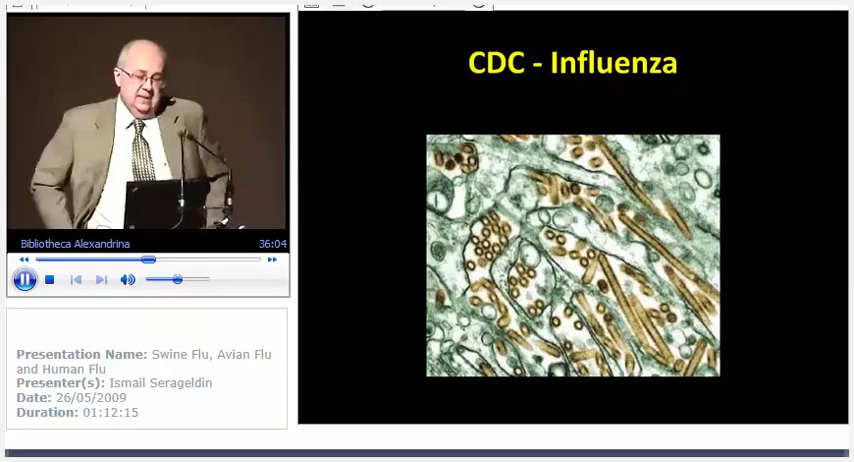 CDC - Influenza
Bibliotheca Alexandrina
36:04
Presentation Name: Swine Flu, Avian Flu
and Human Flu
Presenter(s): Ismail Serageldin
Date: 26/05/2009
Duration: 01:12:15